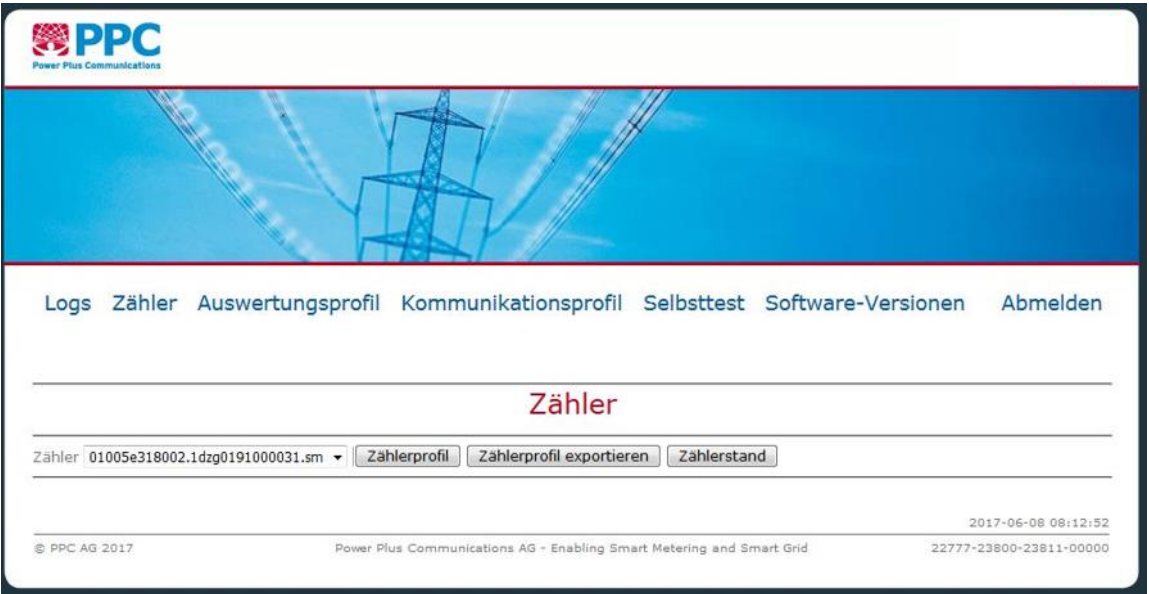 PPC
Power Plus Communications
Logs Zähler Auswertungsprofil Kommunikationsprofil Selbsttest Software-Versionen Abmelden
Zähler
Zähler 01005e318002.1dzg0191000031.sm Zählerprofil Zählerprofil exportieren Zählerstand
2017-06-08 08:12:52
© PPC AG 2017 Power Plus Communications AG - Enabling Smart Metering and Smart Grid 22777-23800-23811-00000